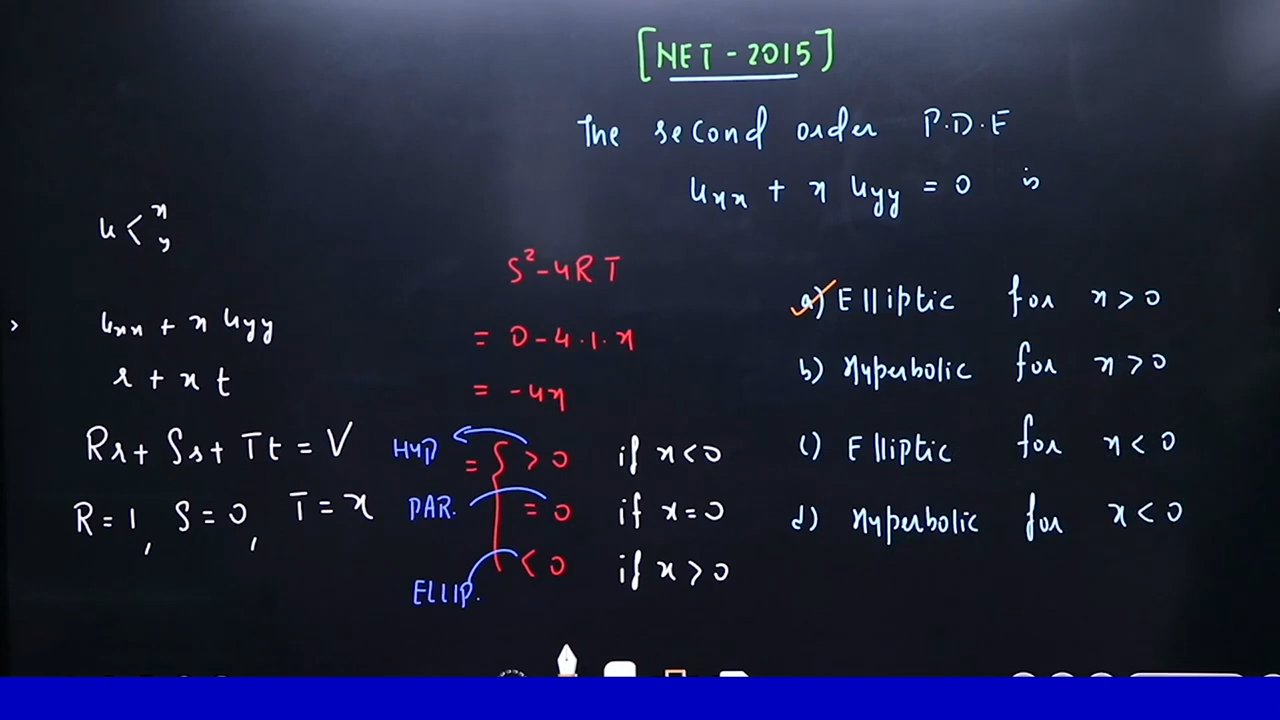 [NET - 2015]
The second order P.D.E
uxx + x uyy = 0 is
u < x y
uxx + x uyy
r + x t
Rr + Ss + Tt = V
R = 1, S = 0, T = x
S² - 4RT
= 0 - 4.1.x
= -4x
HYP = { > 0 if x < 0
PAR. = 0 if x = 0
ELLIP. < 0 if x > 0
a) Elliptic for x > 0
b) Hyperbolic for x > 0
c) Elliptic for x < 0
d) Hyperbolic for x < 0